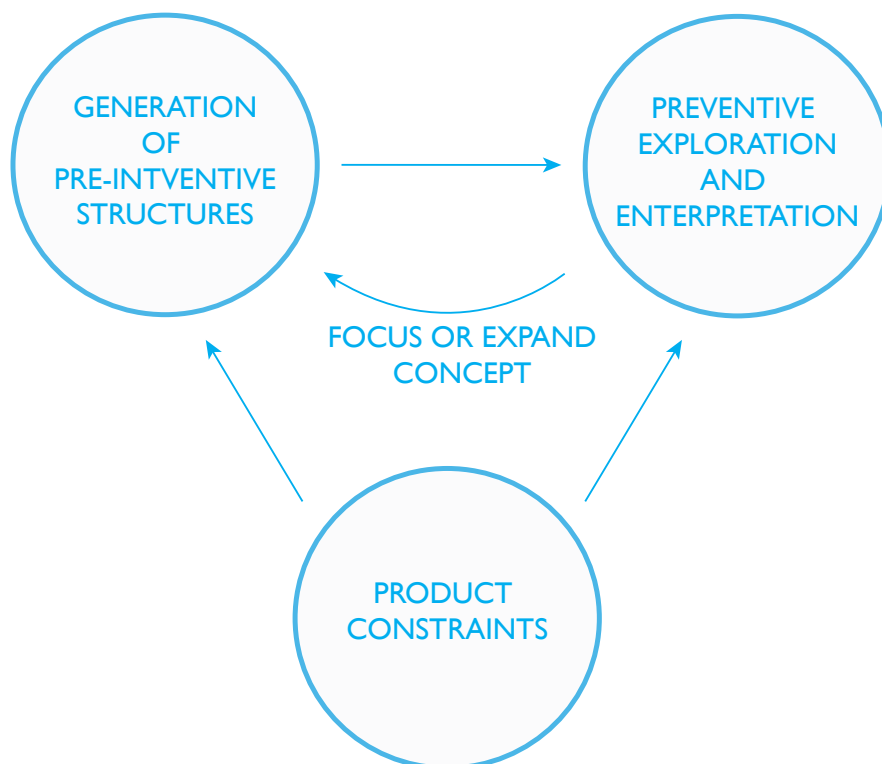 GENERATION
OF
PRE-INTVENTIVE
STRUCTURES
PREVENTIVE
EXPLORATION
AND
ENTERPRETATION
FOCUS OR EXPAND
CONCEPT
PRODUCT
CONSTRAINTS